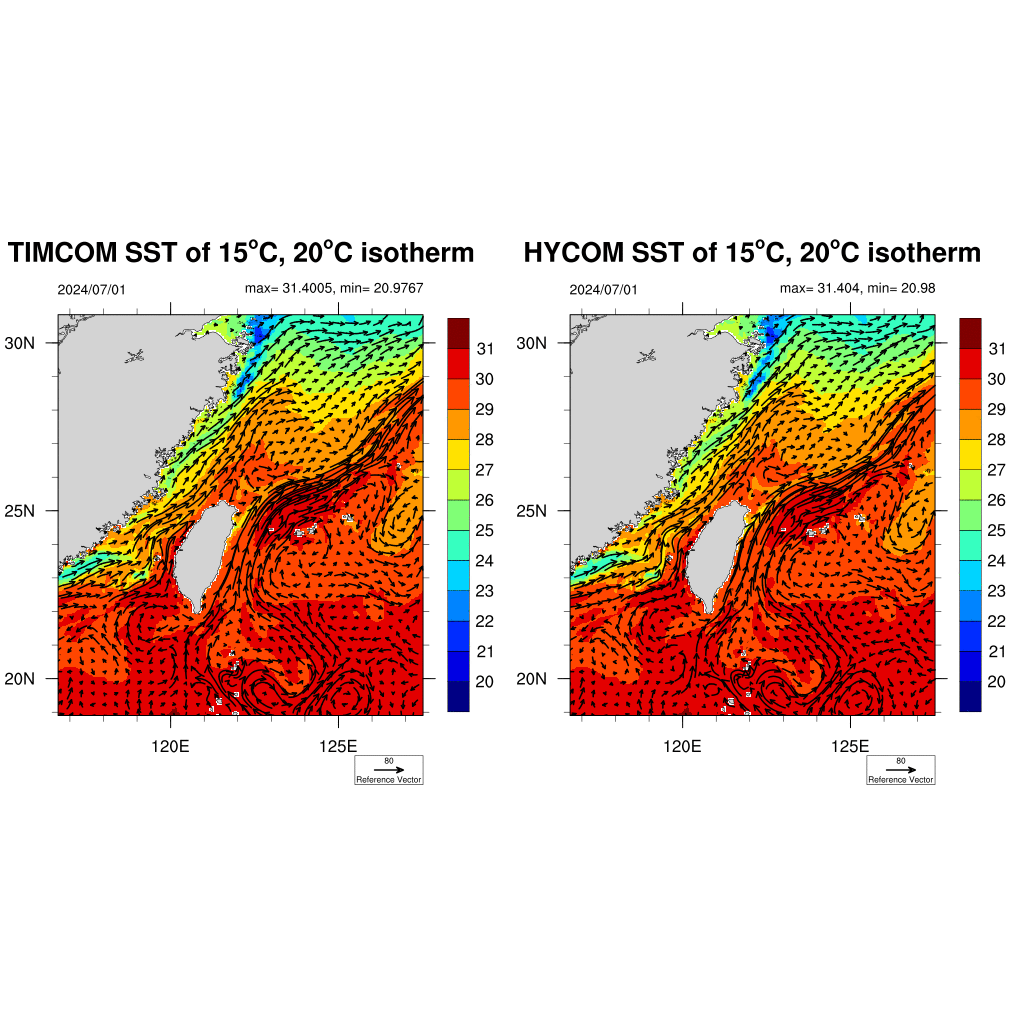 TIMCOM SST of 15°C, 20°C isotherm
2024/07/01
max= 31.4005, min= 20.9767
30N
25N
20N
120E
125E
31
30
29
28
27
26
25
24
23
22
21
20
80
Reference Vector
HYCOM SST of 15°C, 20°C isotherm
2024/07/01
max= 31.404, min= 20.98
30N
25N
20N
120E
125E
31
30
29
28
27
26
25
24
23
22
21
20
80
Reference Vector